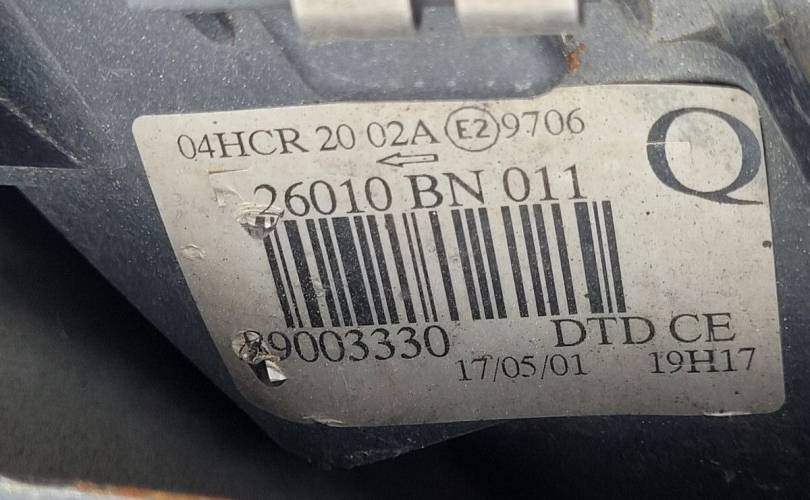 04HCR 20 02A E2 9706
Q
26010 BN 011
89003330
DTD CE
17/05/01
19H17